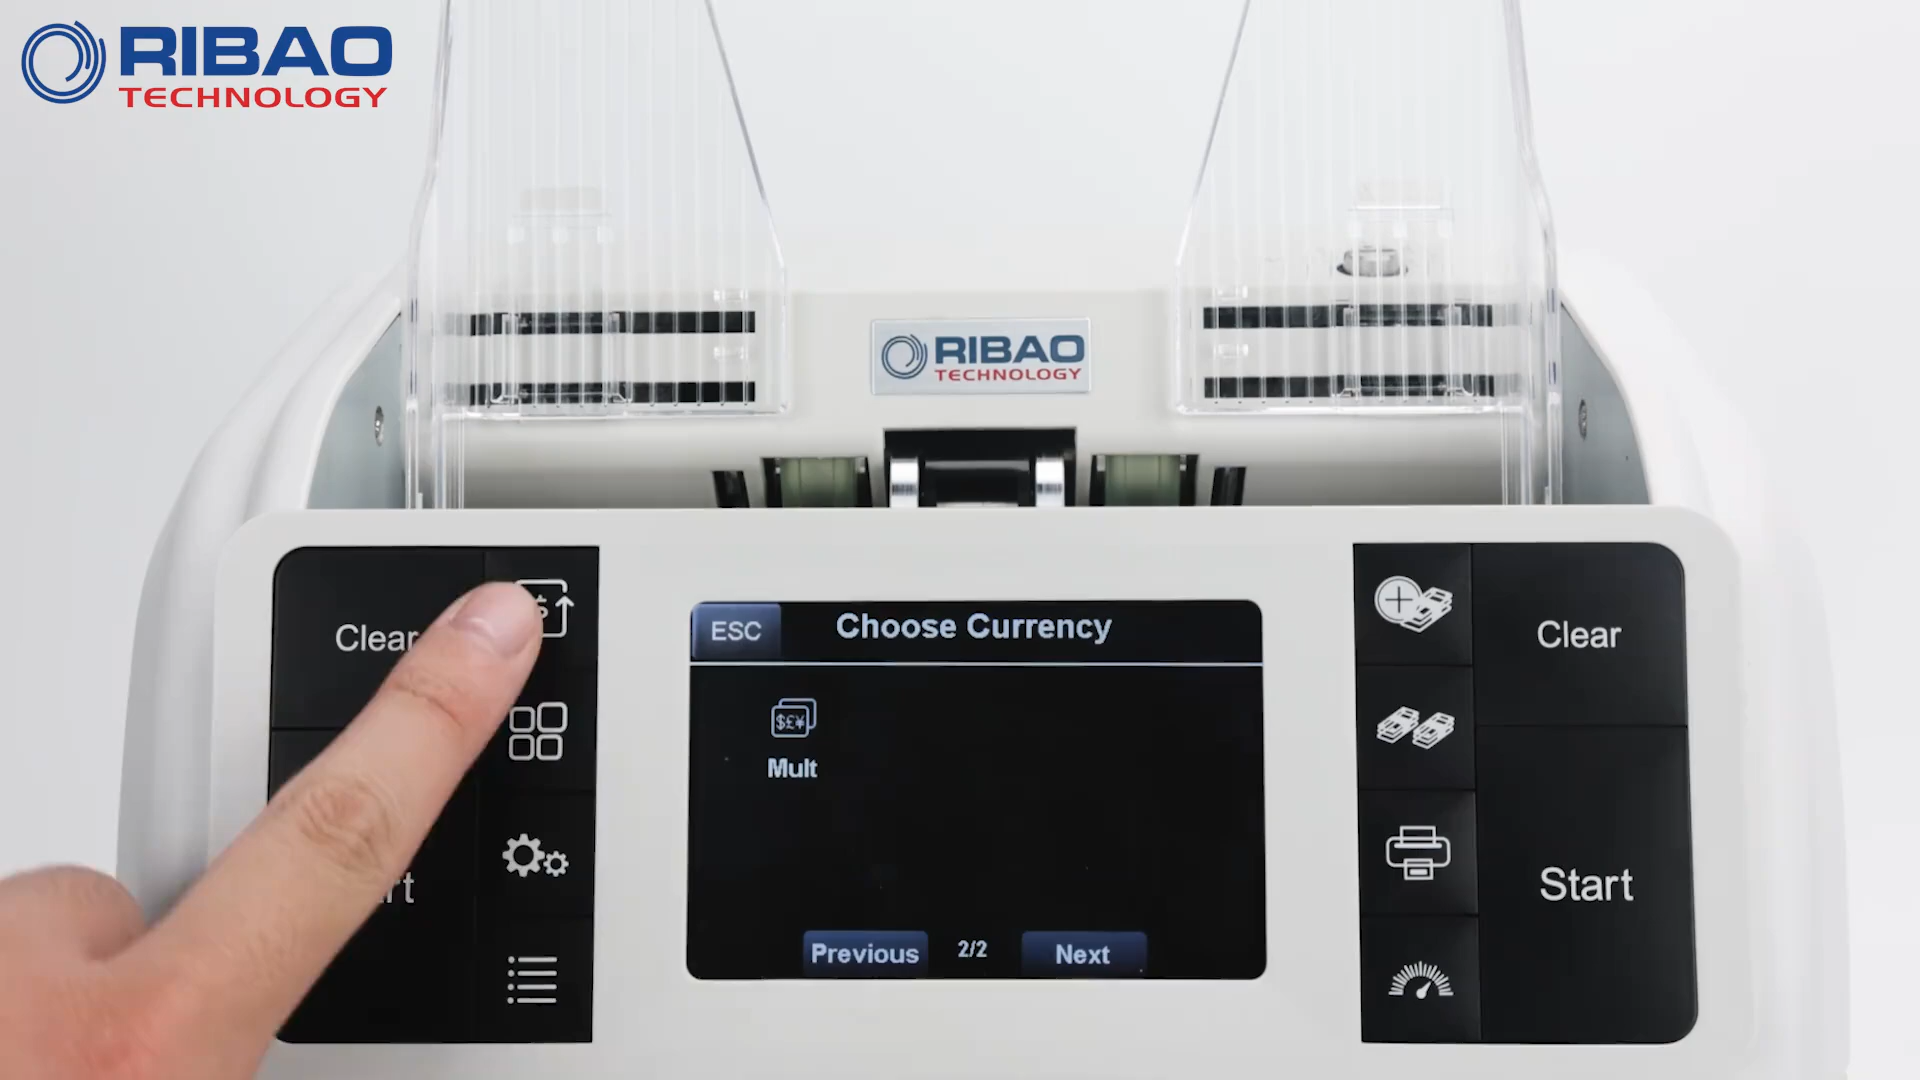 RIBAO
TECHNOLOGY
RIBAO
TECHNOLOGY
Clear
ESC
Choose Currency
$£¥
Mult
Previous
2/2
Next
Clear
Start